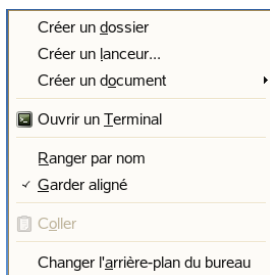 Créer un dossier
Créer un lanceur...
Créer un document
Ouvrir un Terminal
Ranger par nom
Garder aligné
Coller
Changer l'arrière-plan du bureau